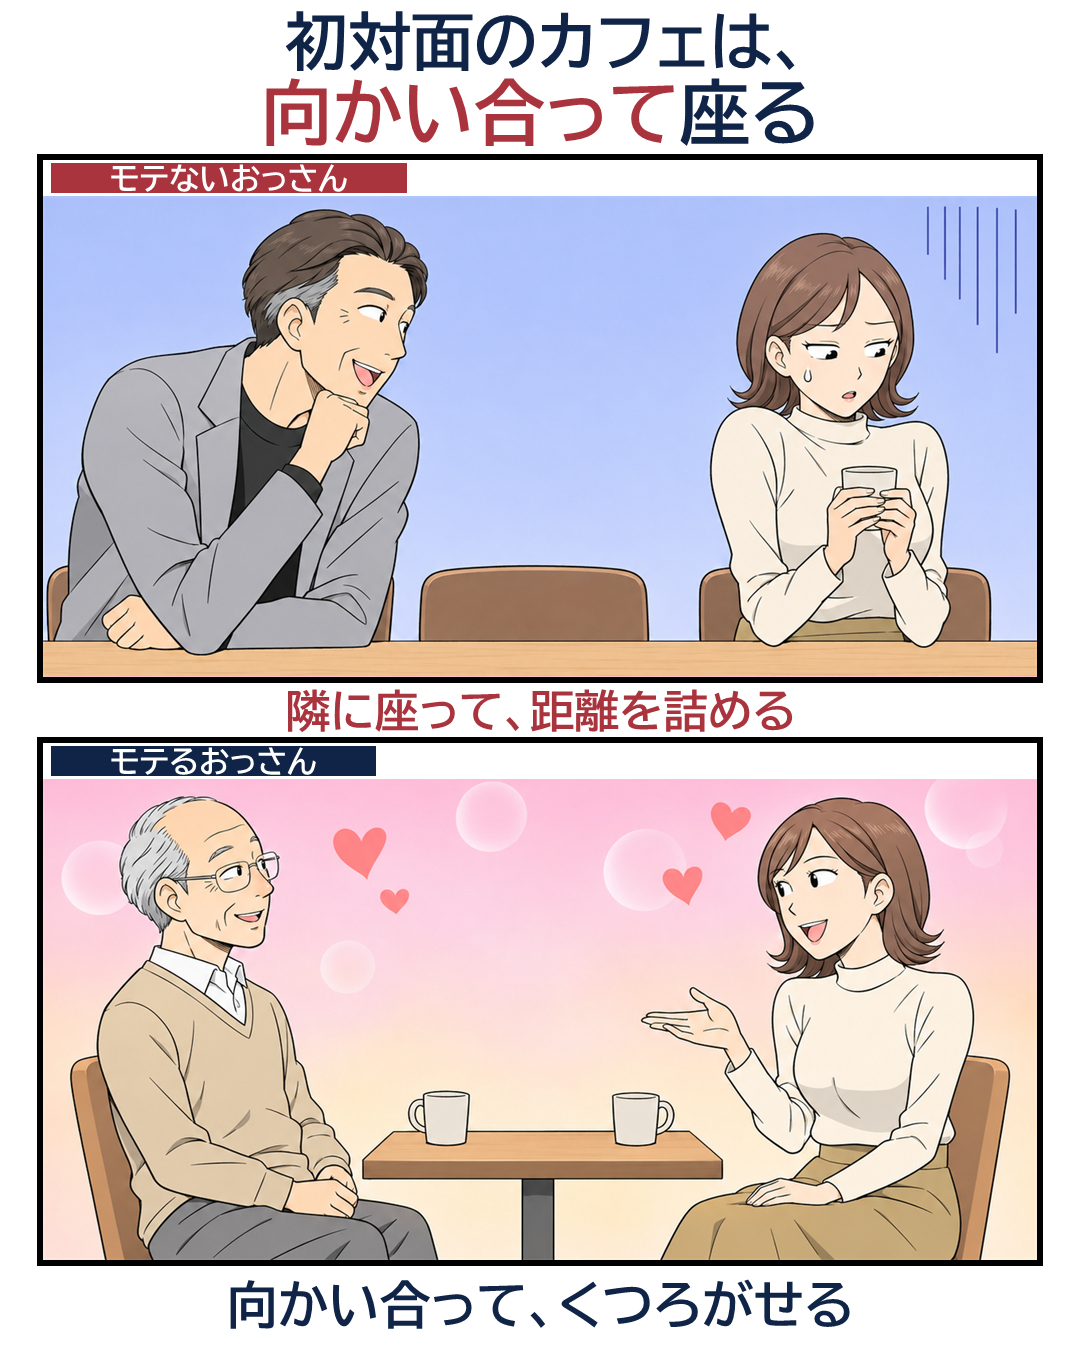 初対面のカフェは、
向かい合って座る
モテないおっさん
隣に座って、距離を詰める
モテるおっさん
向かい合って、くつろがせる